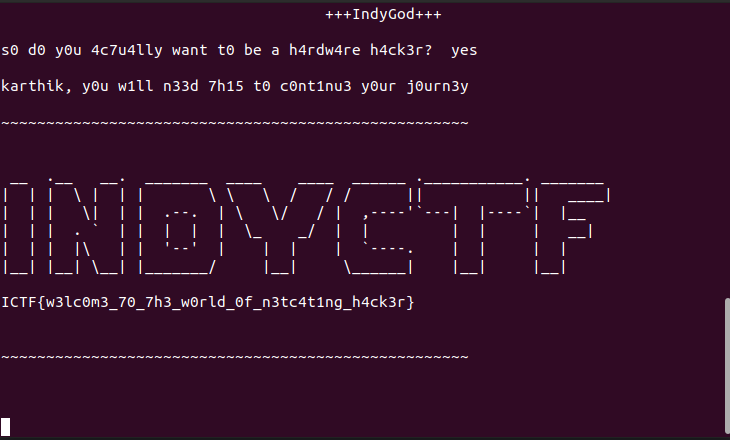 +++IndyGod+++
s0 d0 y0u 4c7u4lly want t0 be a h4rdw4re h4ck3r?  yes
karthik, y0u w1ll n33d 7h15 t0 c0nt1nu3 y0ur j0urn3y
~~~~~~~~~~~~~~~~~~~~~~~~~~~~~~~~~~~~~~~~~~~~~~~~~~~~
INDYCTF
ICTF{w3lc0m3_70_7h3_w0rld_0f_n3tc4t1ng_h4ck3r}
~~~~~~~~~~~~~~~~~~~~~~~~~~~~~~~~~~~~~~~~~~~~~~~~~~~~